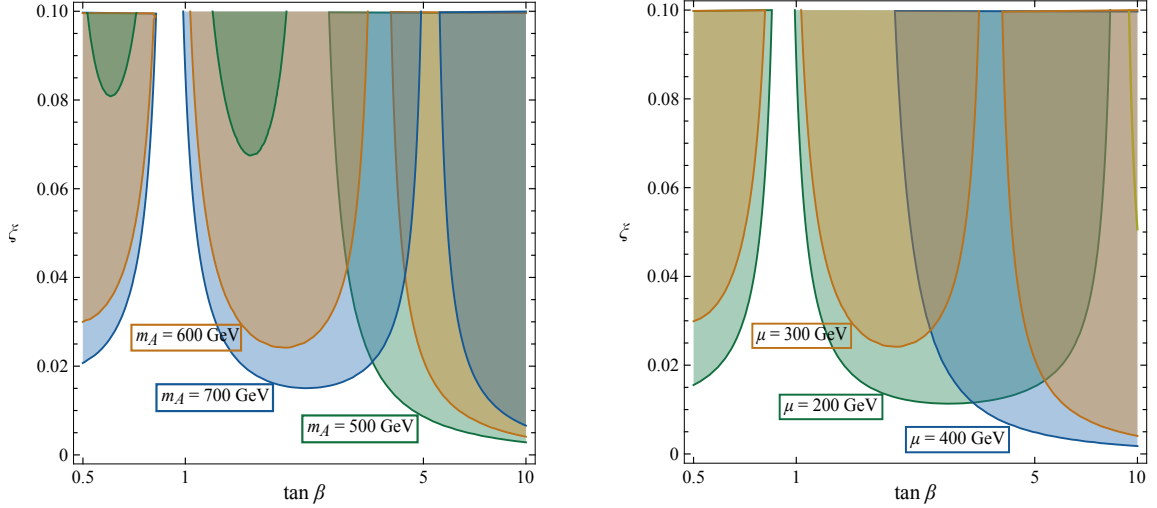 0.10
0.08
0.06
0.04
0.02
0
ξ
0.5
1
5
10
tan β
m_A = 600 GeV
m_A = 700 GeV
m_A = 500 GeV
0.10
0.08
0.06
0.04
0.02
0
ξ
0.5
1
5
10
tan β
μ = 300 GeV
μ = 200 GeV
μ = 400 GeV